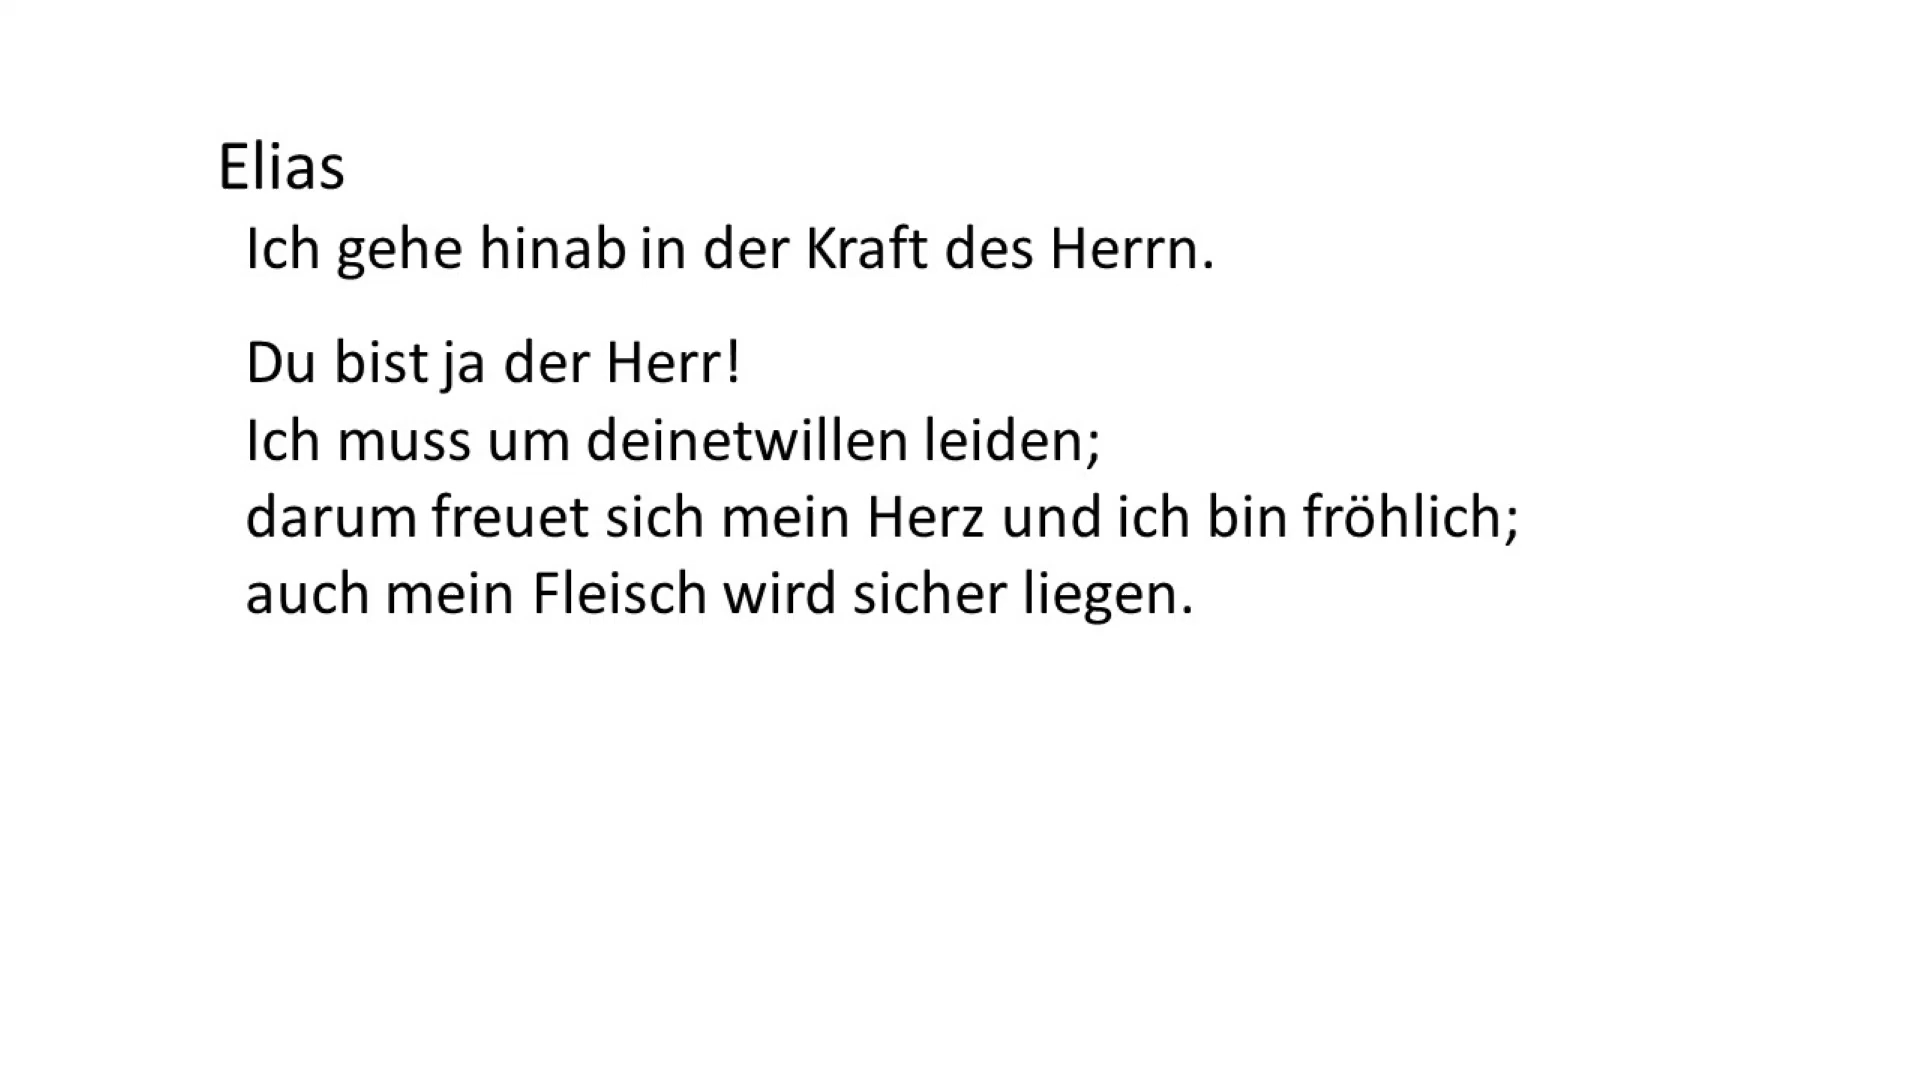 Elias
Ich gehe hinab in der Kraft des Herrn.
Du bist ja der Herr!
Ich muss um deinetwillen leiden;
darum freuet sich mein Herz und ich bin fröhlich;
auch mein Fleisch wird sicher liegen.